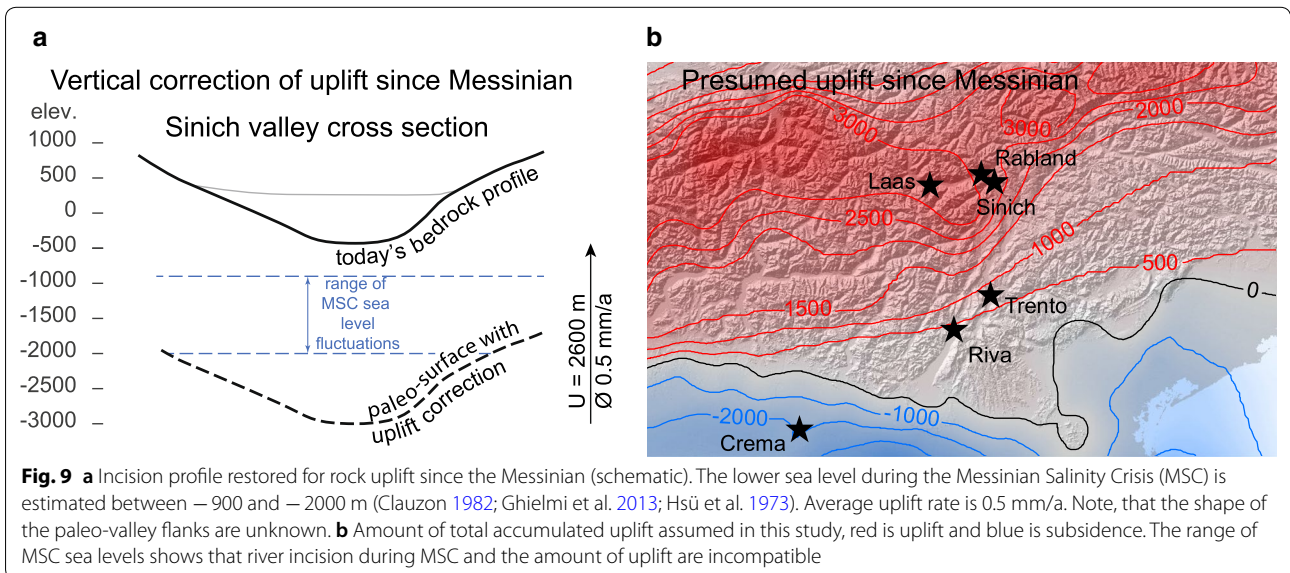 a
Vertical correction of uplift since Messinian
elev.
Sinich valley cross section
1000
500
0
-500
-1000
-1500
-2000
-2500
-3000
today's bedrock profile
range of
MSC sea
level
fluctuations
paleo-surface with
uplift correction
U = 2600 m
Ø 0.5 mm/a
b
Presumed uplift since Messinian
3000
3000
2000
Rabland
Laas
Sinich
2500
1000
500
0
1500
Trento
Riva
-2000
-1000
Crema
Fig. 9 a Incision profile restored for rock uplift since the Messinian (schematic). The lower sea level during the Messinian Salinity Crisis (MSC) is
estimated between − 900 and − 2000 m (Clauzon 1982; Ghielmi et al. 2013; Hsü et al. 1973). Average uplift rate is 0.5 mm/a. Note, that the shape of
the paleo-valley flanks are unknown. b Amount of total accumulated uplift assumed in this study, red is uplift and blue is subsidence. The range of
MSC sea levels shows that river incision during MSC and the amount of uplift are incompatible